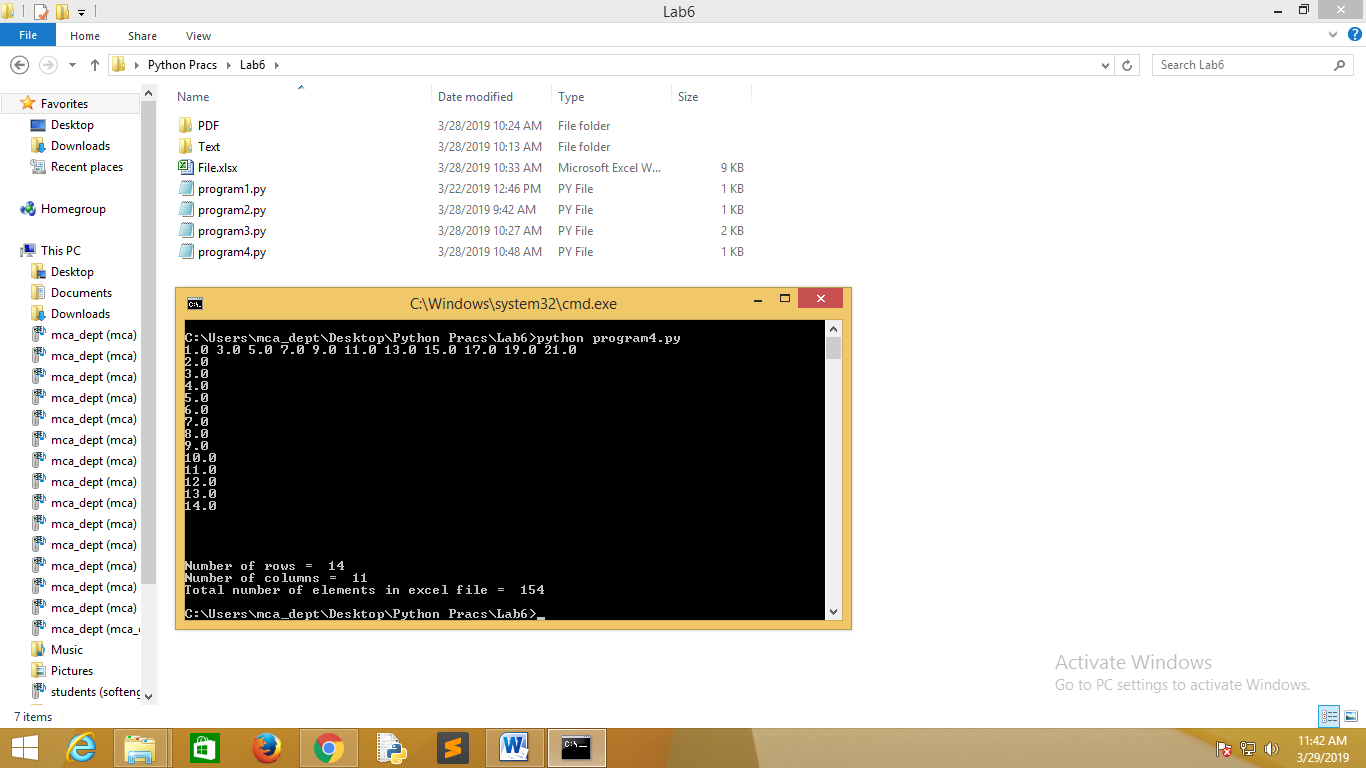 Lab6
File Home Share View
Python Pracs Lab6 Search Lab6
Name Date modified Type Size
Favorites
Desktop
Downloads
Recent places
Homegroup
This PC
Desktop
Documents
Downloads
mca_dept (mca)
mca_dept (mca)
mca_dept (mca)
mca_dept (mca)
mca_dept (mca)
mca_dept (mca)
mca_dept (mca)
mca_dept (mca)
mca_dept (mca)
mca_dept (mca)
mca_dept (mca)
mca_dept (mca)
mca_dept (mca)
mca_dept (mca)
mca_dept (mca_d
Music
Pictures
students (softeng
PDF 3/28/2019 10:24 AM File folder
Text 3/28/2019 10:13 AM File folder
File.xlsx 3/28/2019 10:33 AM Microsoft Excel W... 9 KB
program1.py 3/22/2019 12:46 PM PY File 1 KB
program2.py 3/28/2019 9:42 AM PY File 1 KB
program3.py 3/28/2019 10:27 AM PY File 2 KB
program4.py 3/28/2019 10:48 AM PY File 1 KB
C:\Windows\system32\cmd.exe
C:\Users\mca_dept\Desktop\Python Pracs\Lab6>python program4.py
1.0 3.0 5.0 7.0 9.0 11.0 13.0 15.0 17.0 19.0 21.0
2.0
3.0
4.0
5.0
6.0
7.0
8.0
9.0
10.0
11.0
12.0
13.0
14.0
Number of rows =  14
Number of columns =  11
Total number of elements in excel file =  154
C:\Users\mca_dept\Desktop\Python Pracs\Lab6>_
Activate Windows
Go to PC settings to activate Windows.
7 items
11:42 AM
3/29/2019